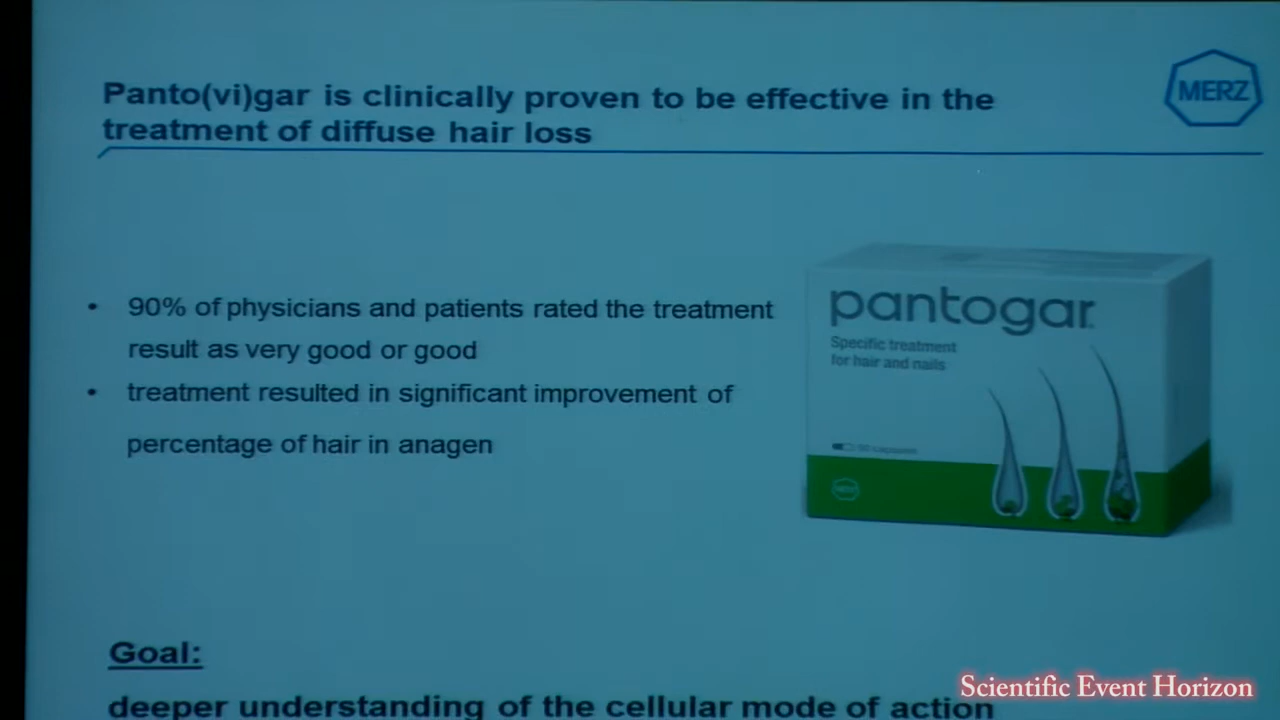 Panto(vi)gar is clinically proven to be effective in the
treatment of diffuse hair loss
MERZ
• 90% of physicians and patients rated the treatment
result as very good or good
• treatment resulted in significant improvement of
percentage of hair in anagen
pantogar
Specific treatment
for hair and nails
Goal:
deeper understanding of the cellular mode of action
Scientific Event Horizon